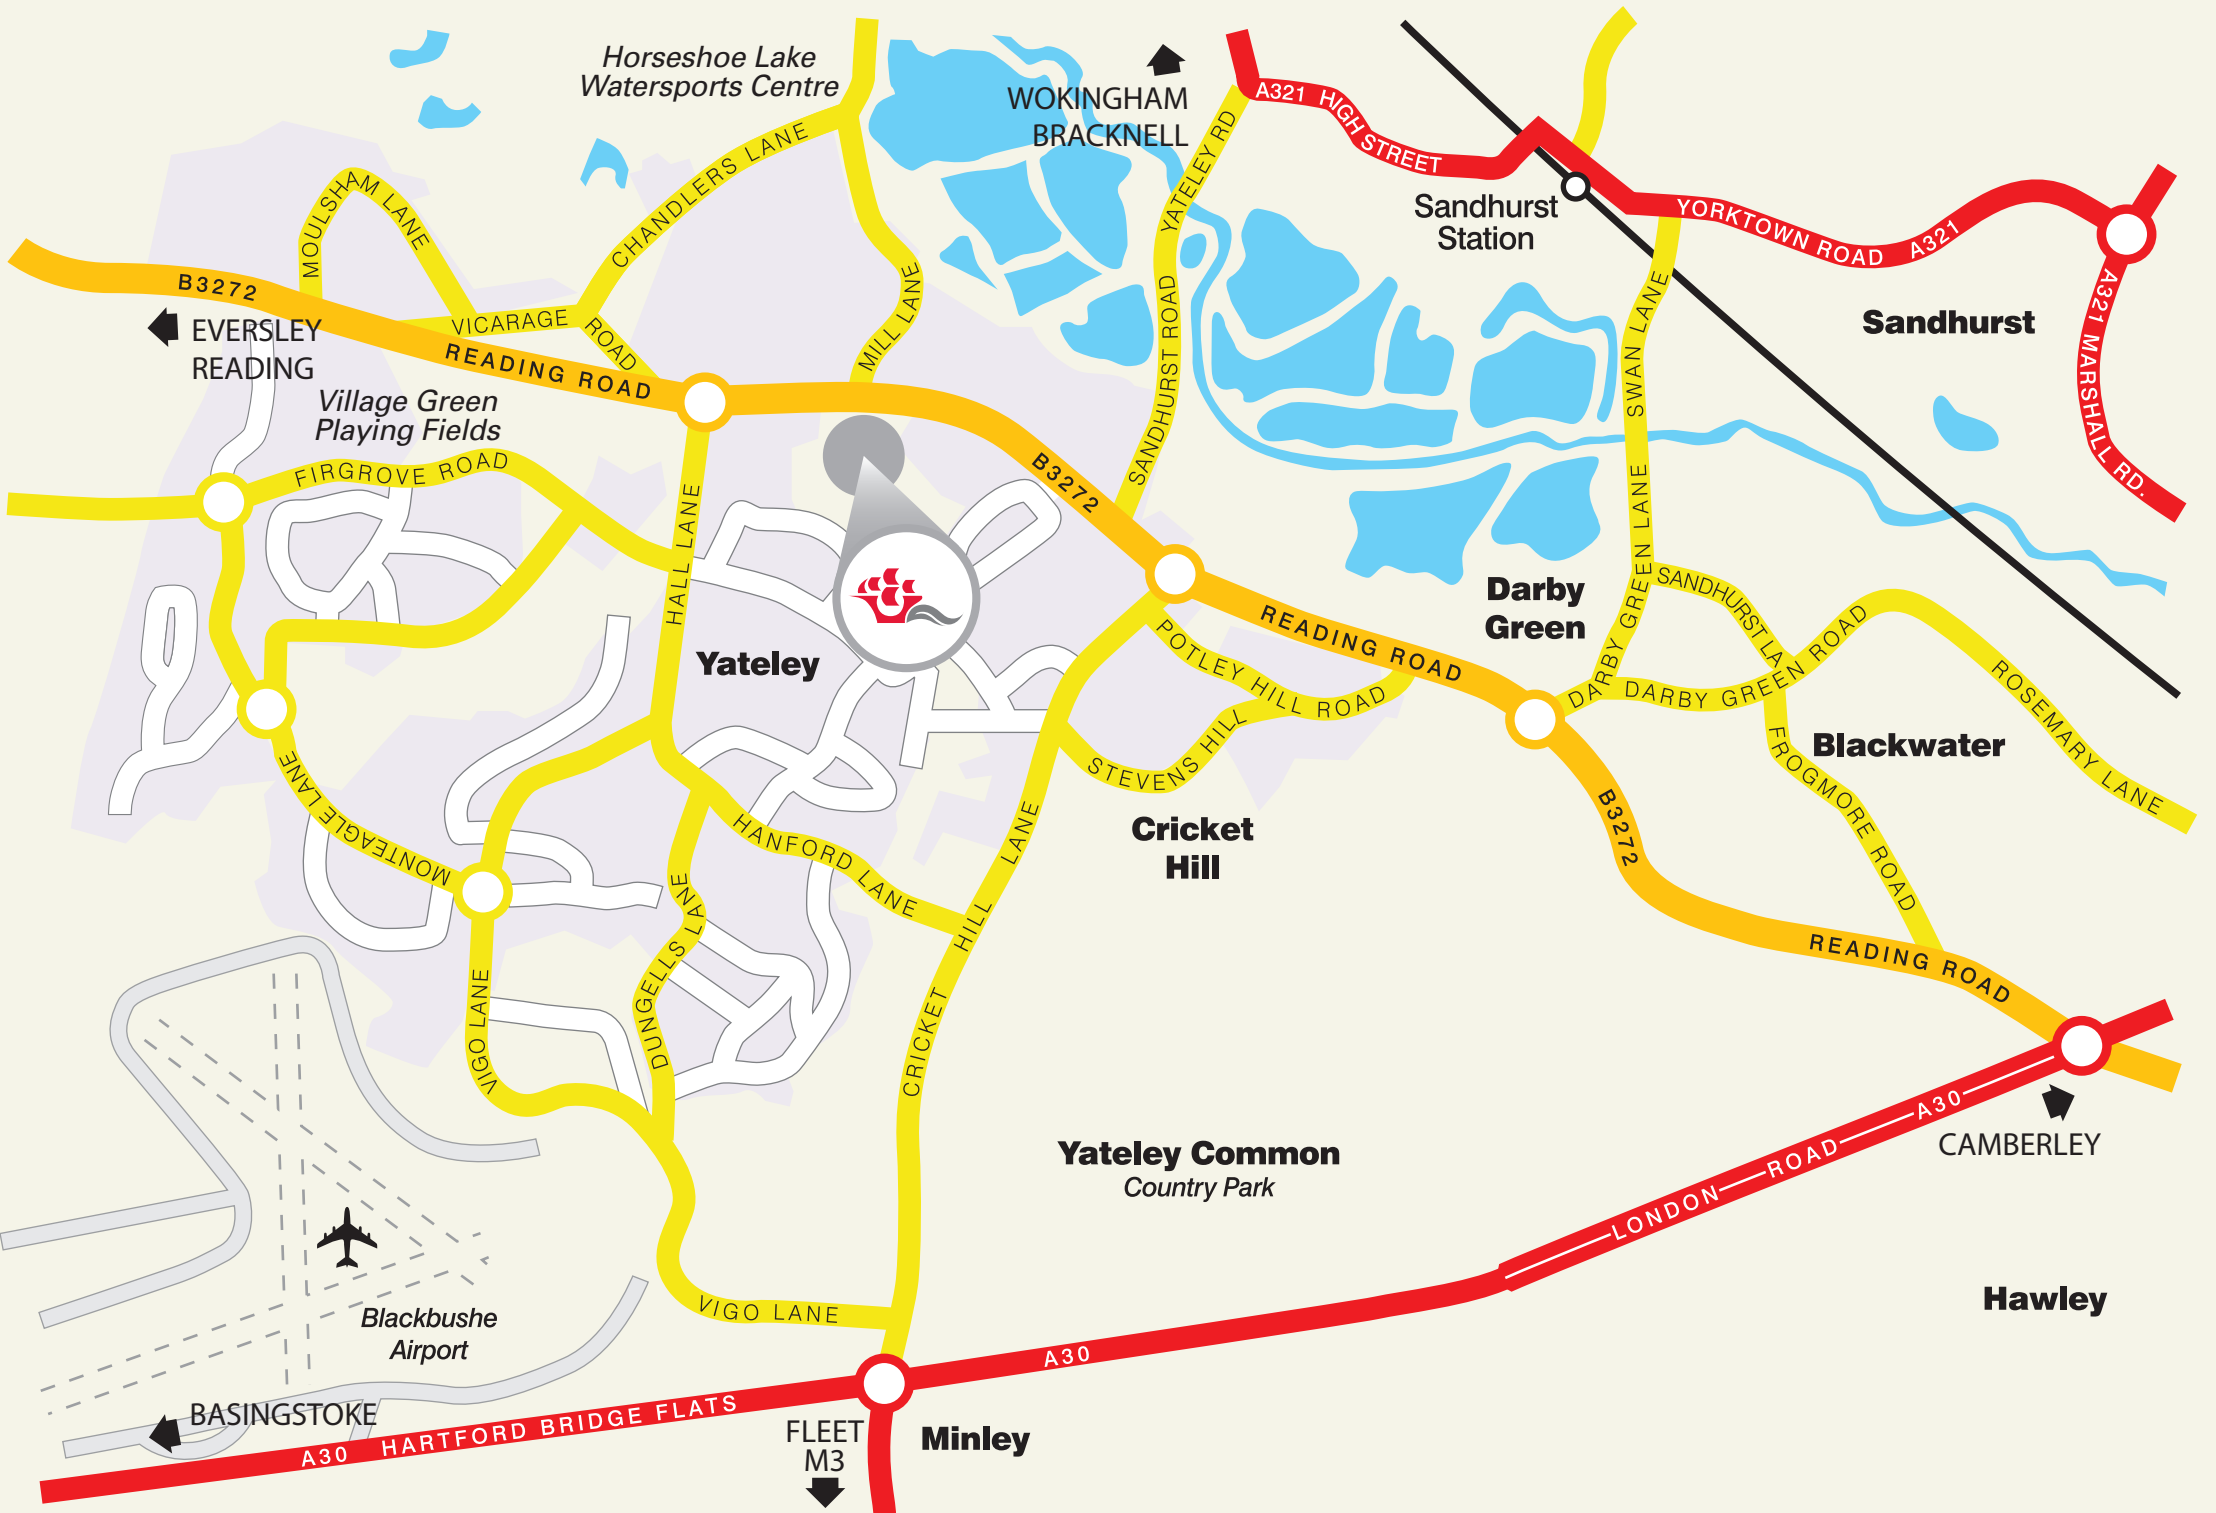 Horseshoe Lake
Watersports Centre
WOKINGHAM
BRACKNELL
A321 HIGH STREET
YATELEY RD
CHANDLERS LANE
MOULSHAM LANE
Sandhurst
Station
YORKTOWN ROAD A321
B3272
EVERSLEY
READING
VICARAGE ROAD
READING ROAD
MILL LANE
SANDHURST ROAD
SWAN LANE
Sandhurst
A321 MARSHALL RD.
Village Green
Playing Fields
FIRGROVE ROAD
HALL LANE
B3272
DARBY GREEN LANE
Darby
Green
SANDHURST LAN
READING ROAD
POTLEY HILL ROAD
DARBY GREEN ROAD
ROSEMARY LANE
DARBY
Yateley
STEVENS HILL
Blackwater
FROGMORE ROAD
MONTEAGLE LANE
HANFORD LANE
Cricket
Hill
B3272
CRICKET HILL LANE
DUNGELLS LANE
VIGO LANE
READING ROAD
Yateley Common
Country Park
A30
CAMBERLEY
LONDON ROAD
Hawley
Blackbushe
Airport
VIGO LANE
A30
BASINGSTOKE
A30 HARTFORD BRIDGE FLATS
FLEET
M3
Minley